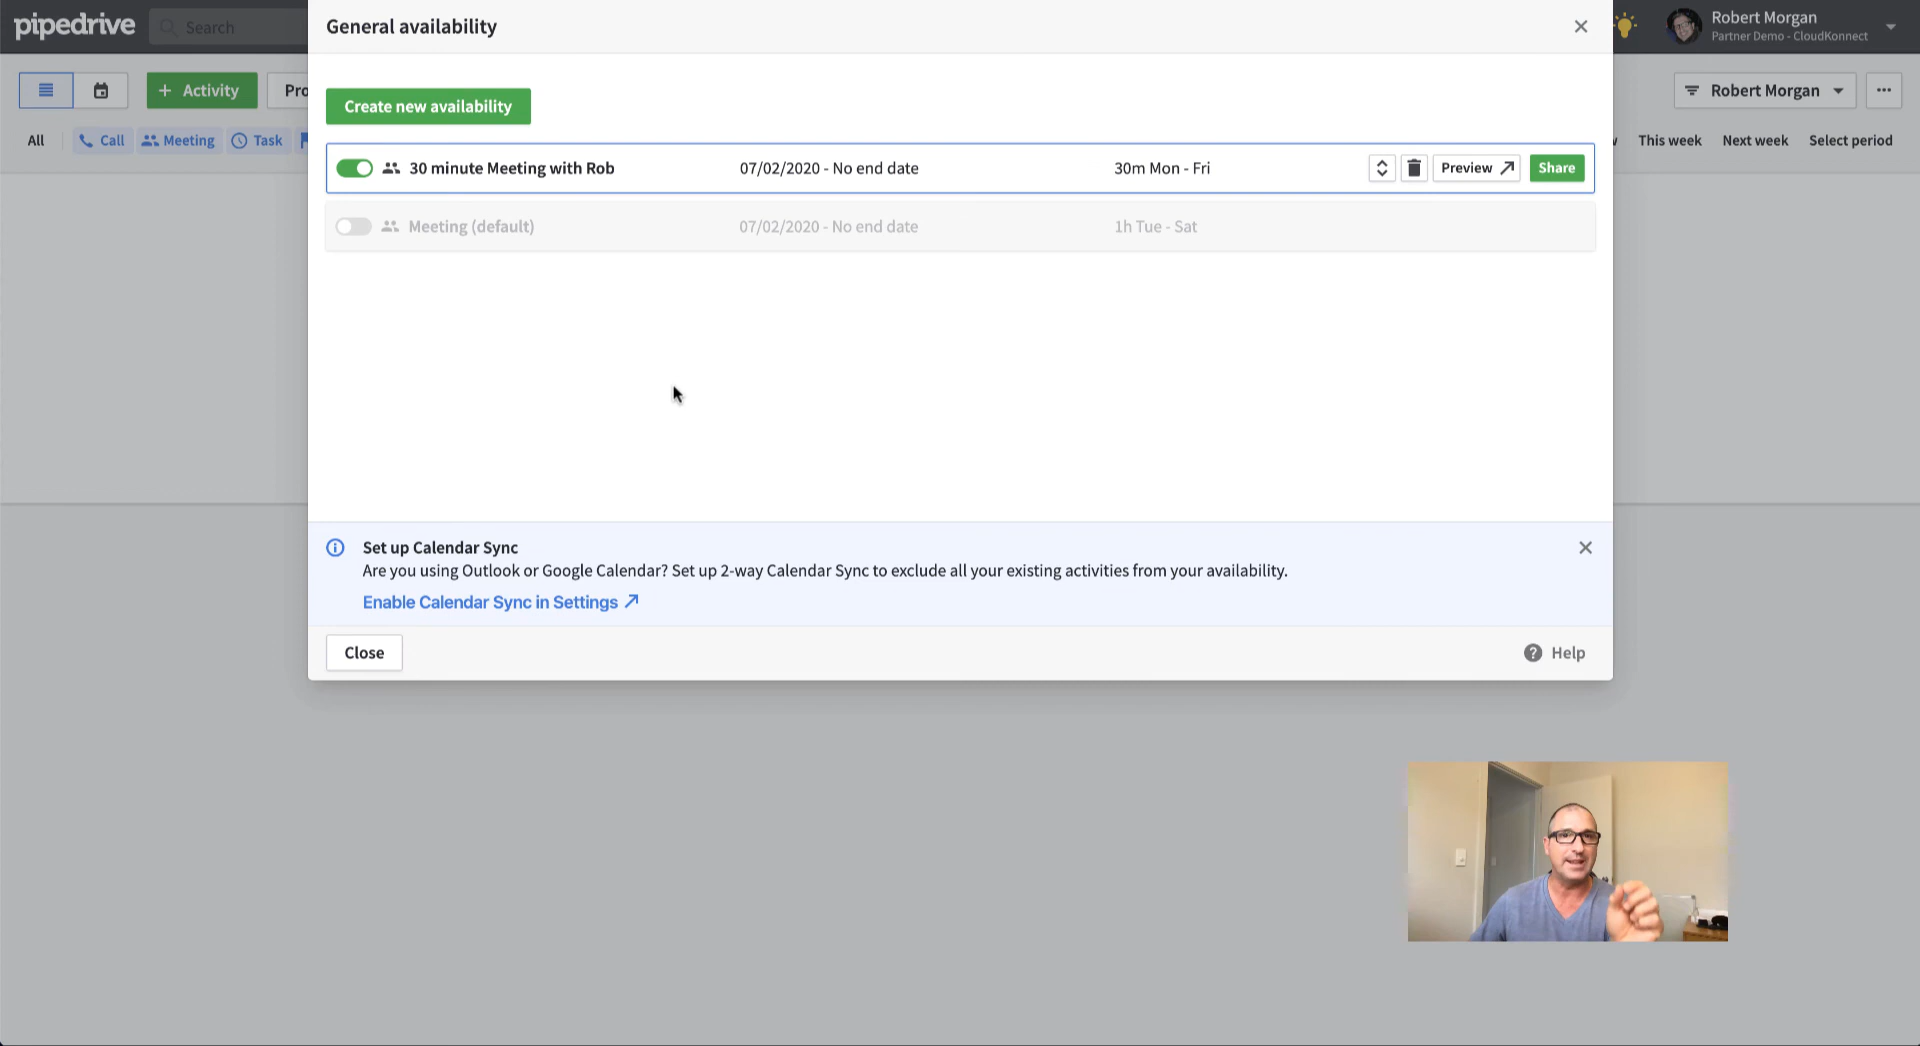 pipedrive
Search
General availability
Robert Morgan
Partner Demo - CloudKonnect
+ Activity
Pro
Robert Morgan
All
Call
Meeting
Task
This week
Next week
Select period
Create new availability
30 minute Meeting with Rob
07/02/2020 - No end date
30m Mon - Fri
Preview
Share
Meeting (default)
07/02/2020 - No end date
1h Tue - Sat
Set up Calendar Sync
Are you using Outlook or Google Calendar? Set up 2-way Calendar Sync to exclude all your existing activities from your availability.
Enable Calendar Sync in Settings
Close
Help